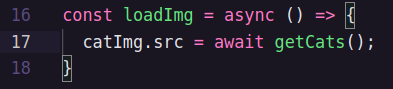 16 const loadImg = async () => {
17   catImg.src = await getCats();
18 }